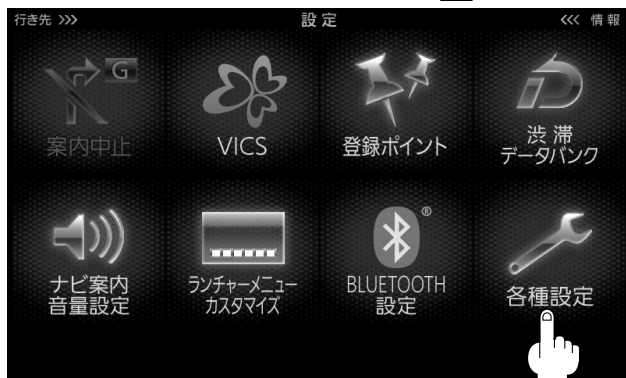 行き先 >>>
設定
<<< 情報
G
案内中止
VICS
登録ポイント
渋滞
データバンク
ナビ案内
音量設定
ランチャーメニュー
カスタマイズ
®
BLUETOOTH
設定
各種設定